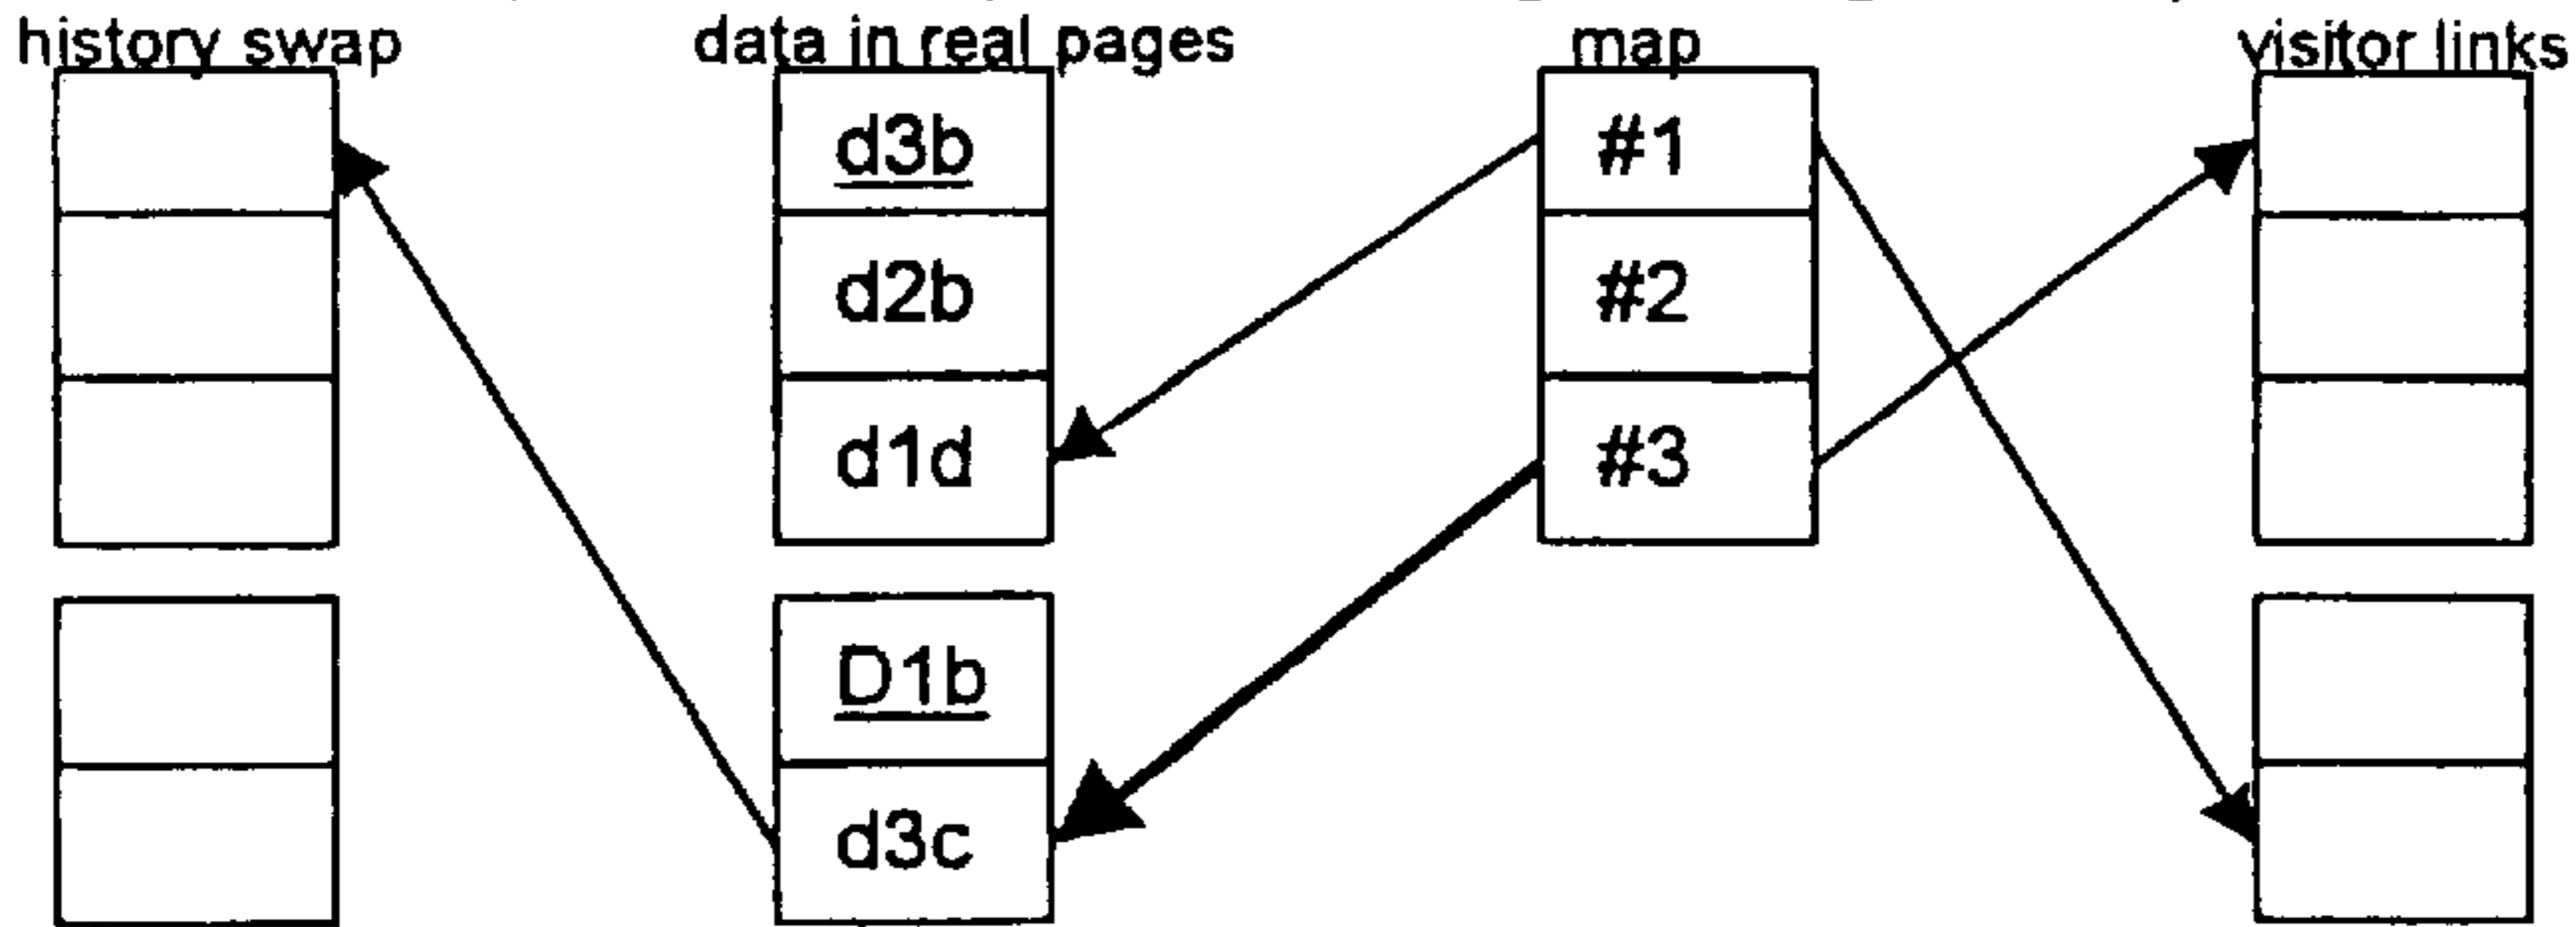 history swap data in real pages map visitor links
d3b #1
d2b #2
d1d #3
D1b
d3c